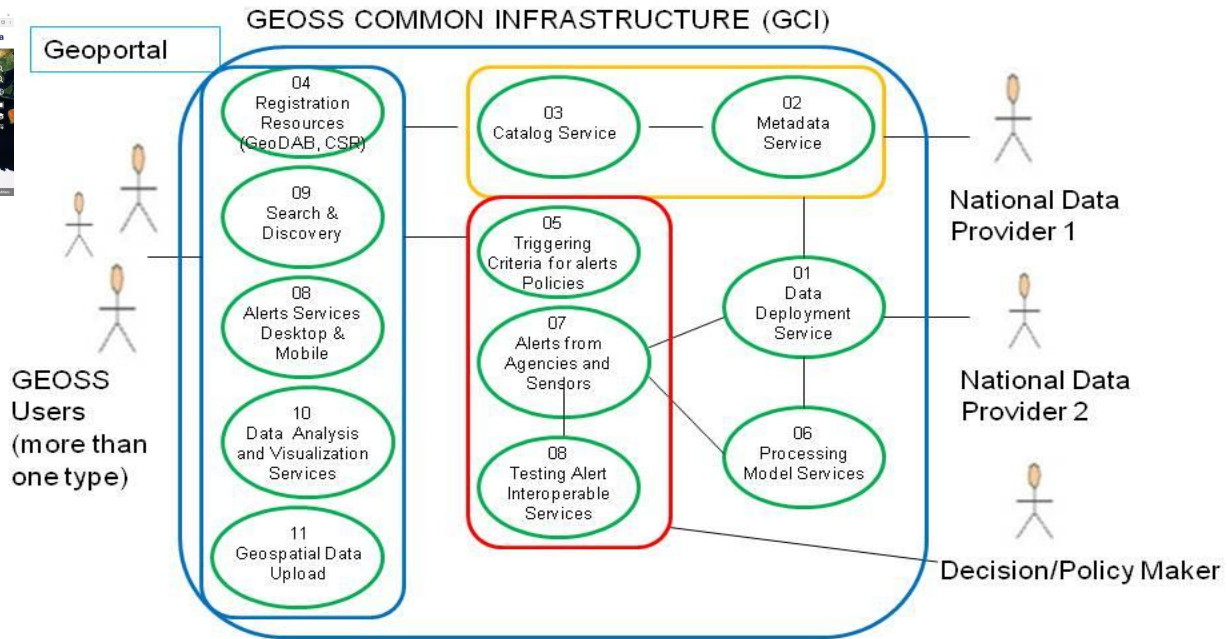 GEOSS COMMON INFRASTRUCTURE (GCI)
Geoportal
04
Registration
Resources
(GeoDAB, CSR)
09
Search &
Discovery
08
Alerts Services
Desktop &
Mobile
10
Data Analysis
and Visualization
Services
11
Geospatial Data
Upload
03
Catalog Service
02
Metadata
Service
05
Triggering
Criteria for alerts
Policies
07
Alerts from
Agencies and
Sensors
08
Testing Alert
Interoperable
Services
01
Data
Deployment
Service
06
Processing
Model Services
GEOSS
Users
(more than
one type)
National Data
Provider 1
National Data
Provider 2
Decision/Policy Maker